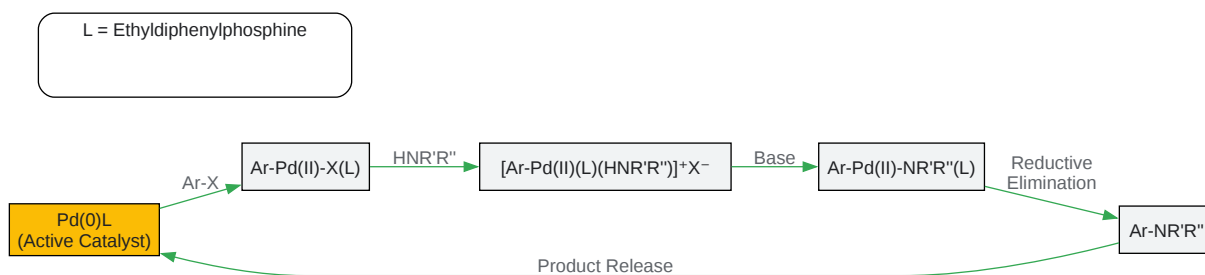 L = Ethyldiphenylphosphine
Pd(0)L
(Active Catalyst)
Ar-X
Ar-Pd(II)-X(L)
HNR'R"
[Ar-Pd(II)(L)(HNR'R")]⁺X⁻
Base
Ar-Pd(II)-NR'R"(L)
Reductive
Elimination
Ar-NR'R"
Product Release